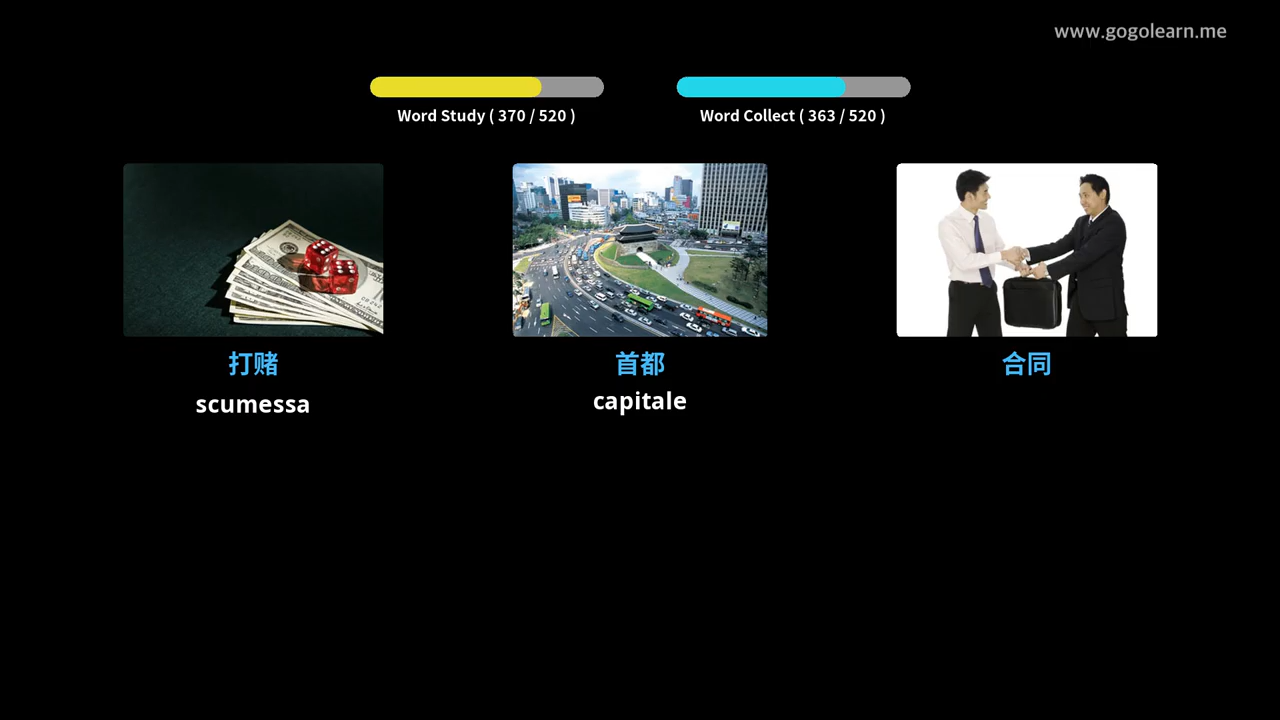 www.gogolearn.me
Word Study ( 370 / 520 )
Word Collect ( 363 / 520 )
打赌
首都
合同
scumessa
capitale